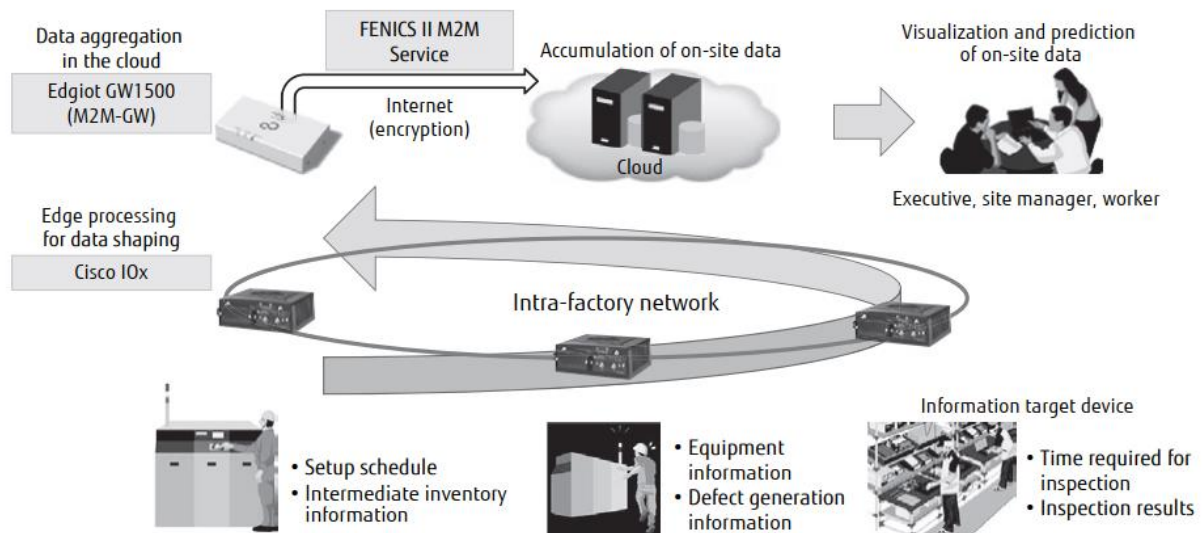 Data aggregation
in the cloud
Edgiot GW1500
(M2M-GW)
FENICS II M2M
Service
Internet
(encryption)
Accumulation of on-site data
Cloud
Visualization and prediction
of on-site data
Executive, site manager, worker
Edge processing
for data shaping
Cisco IOx
Intra-factory network
• Setup schedule
• Intermediate inventory
information
• Equipment
information
• Defect generation
information
Information target device
• Time required for
inspection
• Inspection results